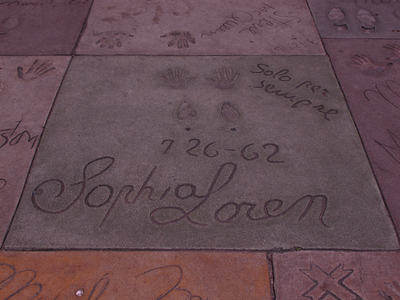 Solo per
sempre
7 26-62
Sophia Loren